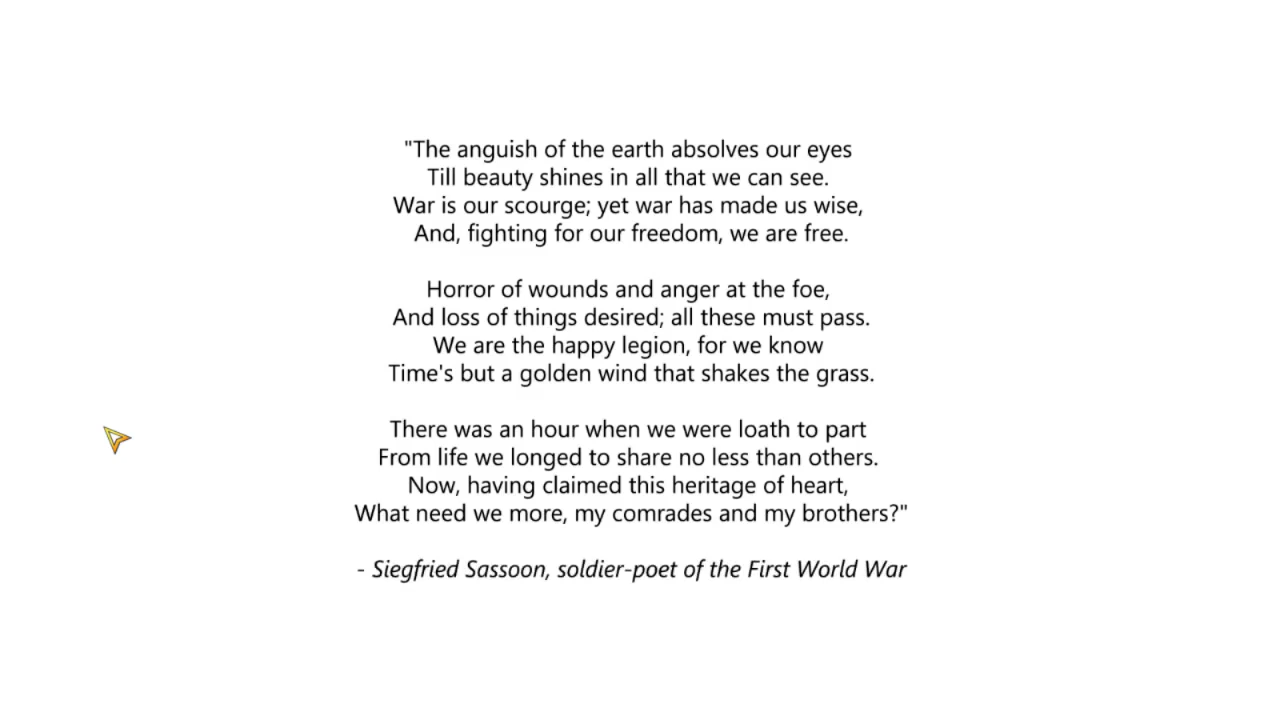 "The anguish of the earth absolves our eyes
Till beauty shines in all that we can see.
War is our scourge; yet war has made us wise,
And, fighting for our freedom, we are free.
Horror of wounds and anger at the foe,
And loss of things desired; all these must pass.
We are the happy legion, for we know
Time's but a golden wind that shakes the grass.
There was an hour when we were loath to part
From life we longed to share no less than others.
Now, having claimed this heritage of heart,
What need we more, my comrades and my brothers?"
- Siegfried Sassoon, soldier-poet of the First World War